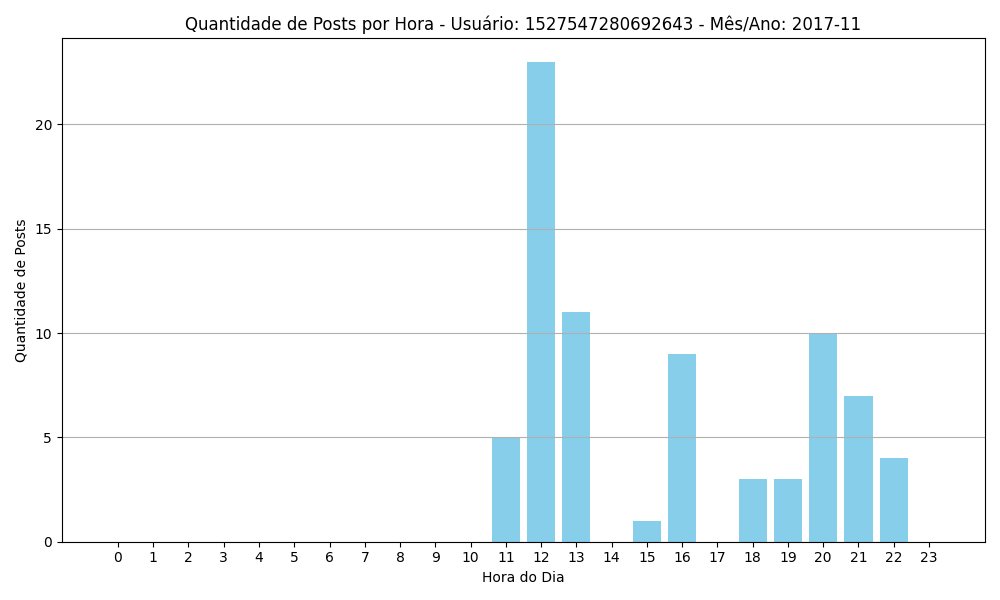 Quantidade de Posts por Hora - Usuário: 1527547280692643 - Mês/Ano: 2017-11
Quantidade de Posts
20
15
10
5
0
0 1 2 3 4 5 6 7 8 9 10 11 12 13 14 15 16 17 18 19 20 21 22 23
Hora do Dia